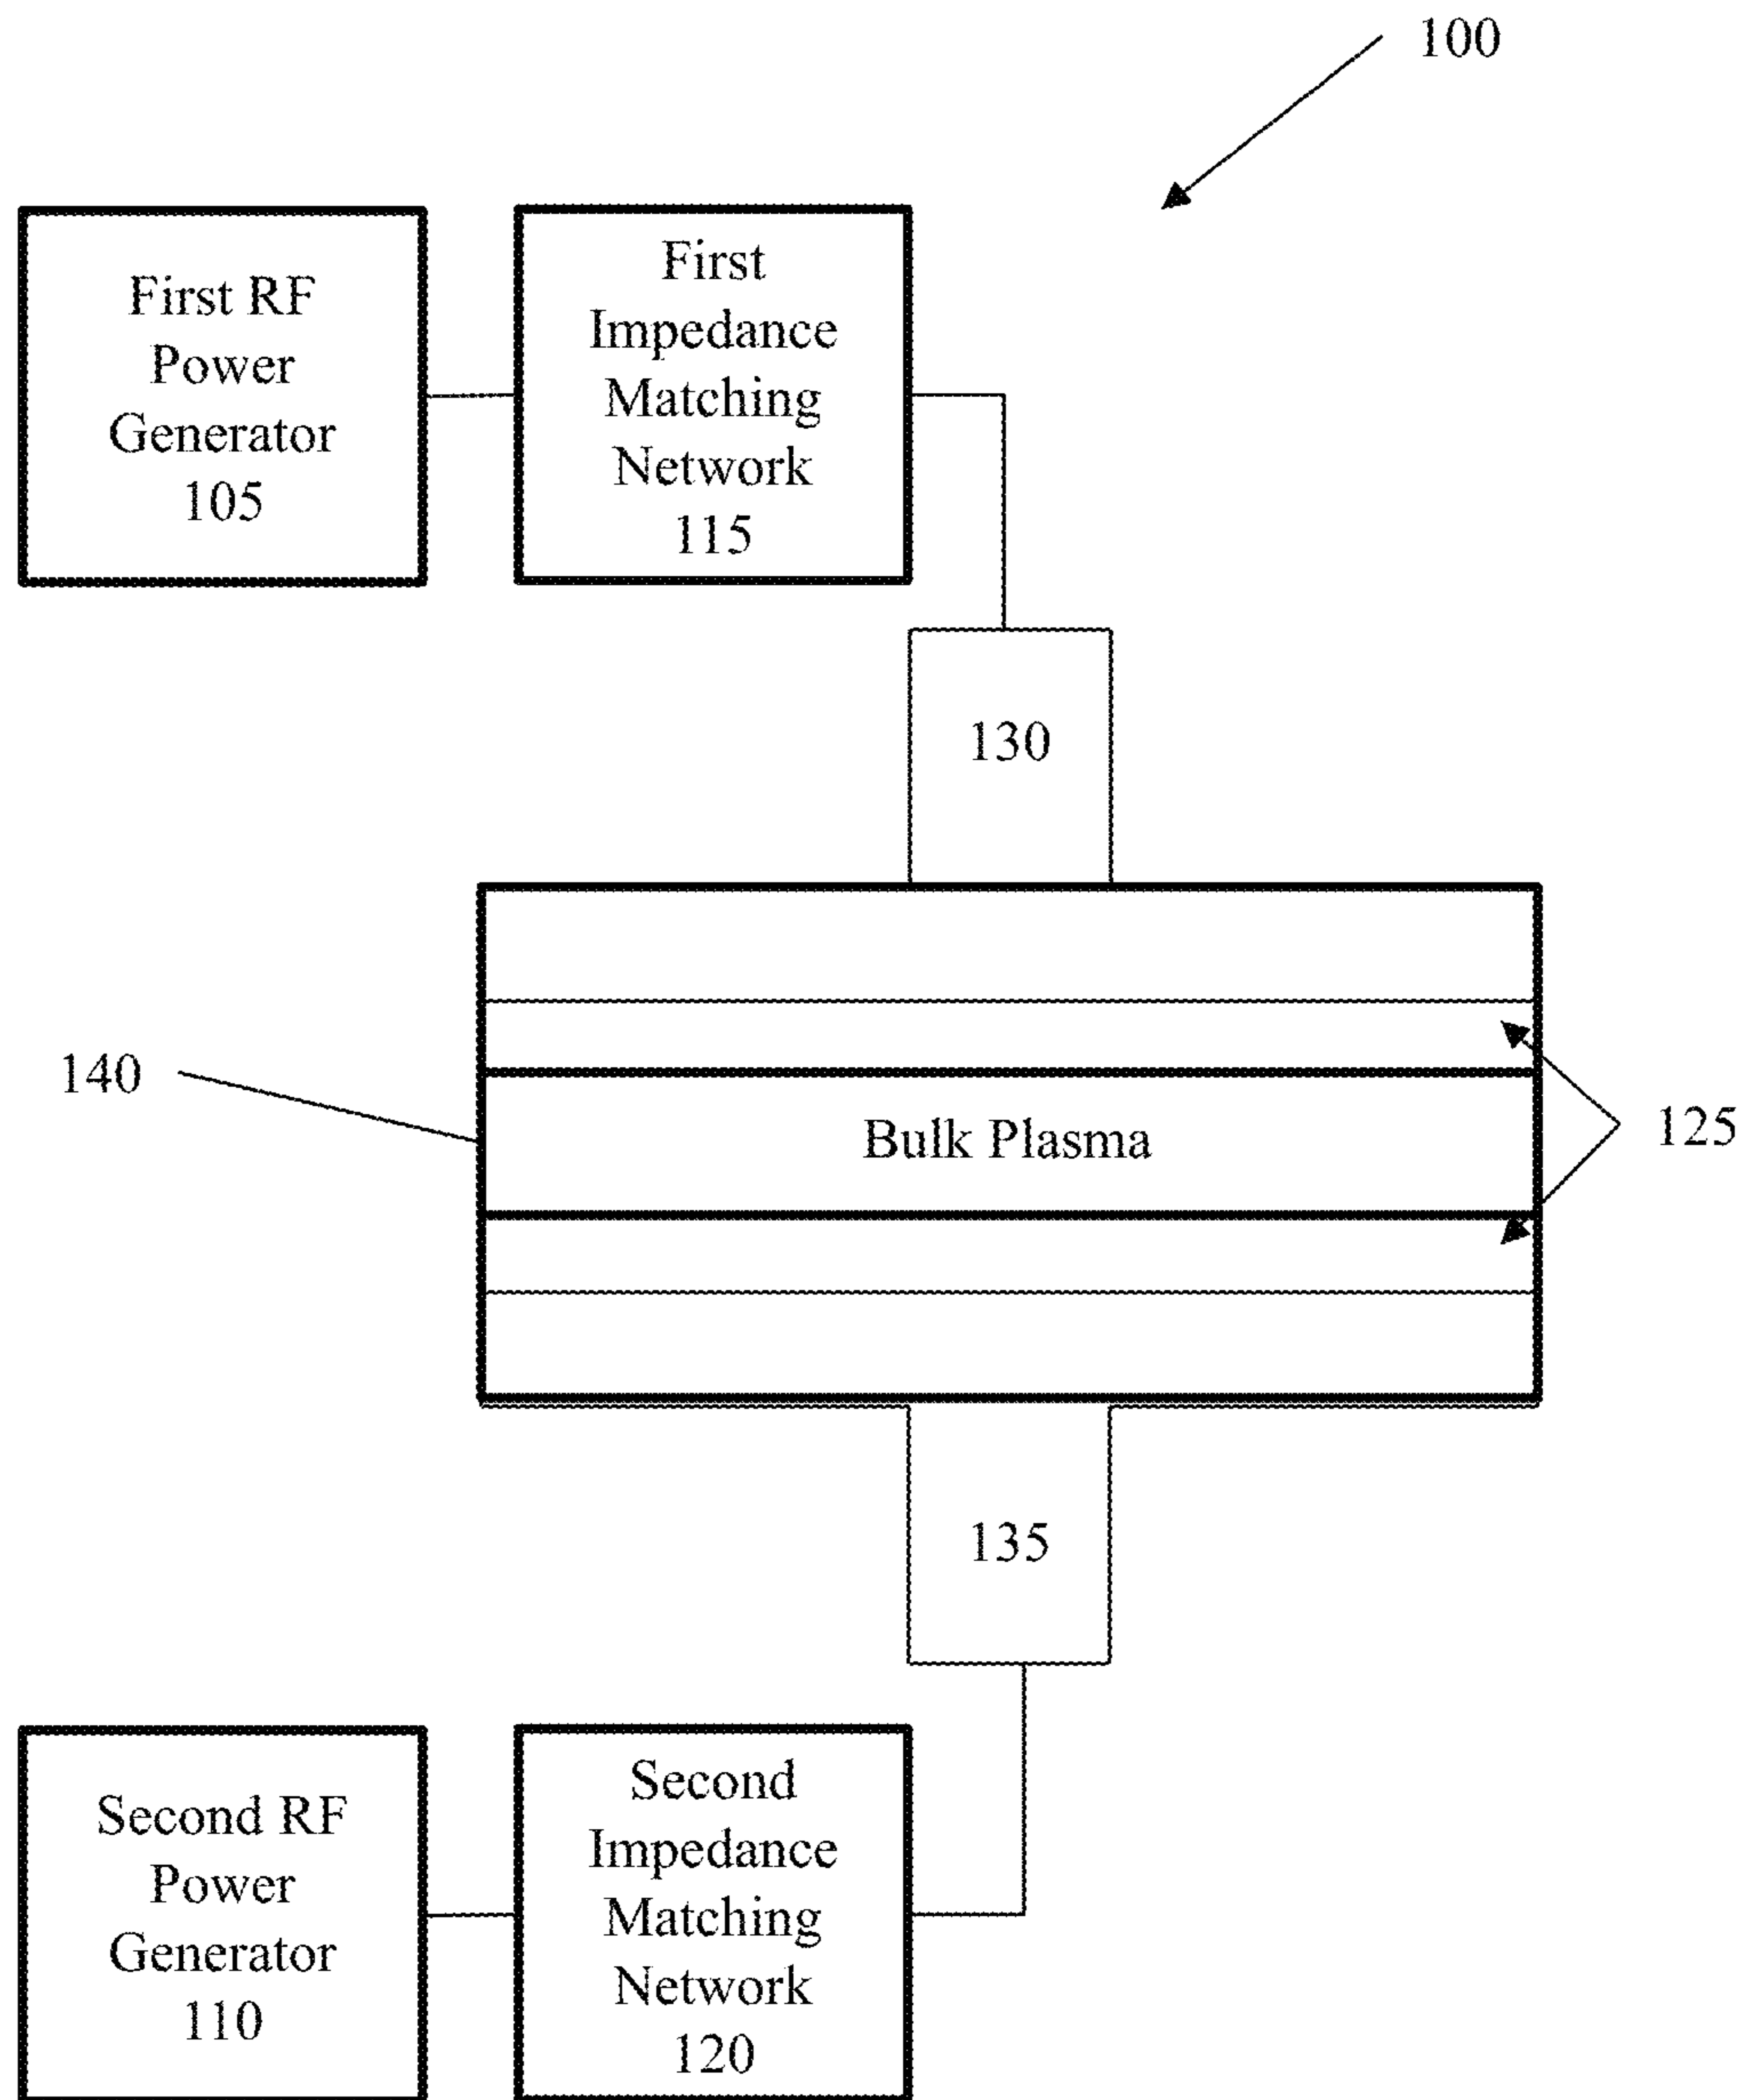 100
First RF
Power
Generator
105
First
Impedance
Matching
Network
115
130
140
Bulk Plasma
125
135
Second RF
Power
Generator
110
Second
Impedance
Matching
Network
120